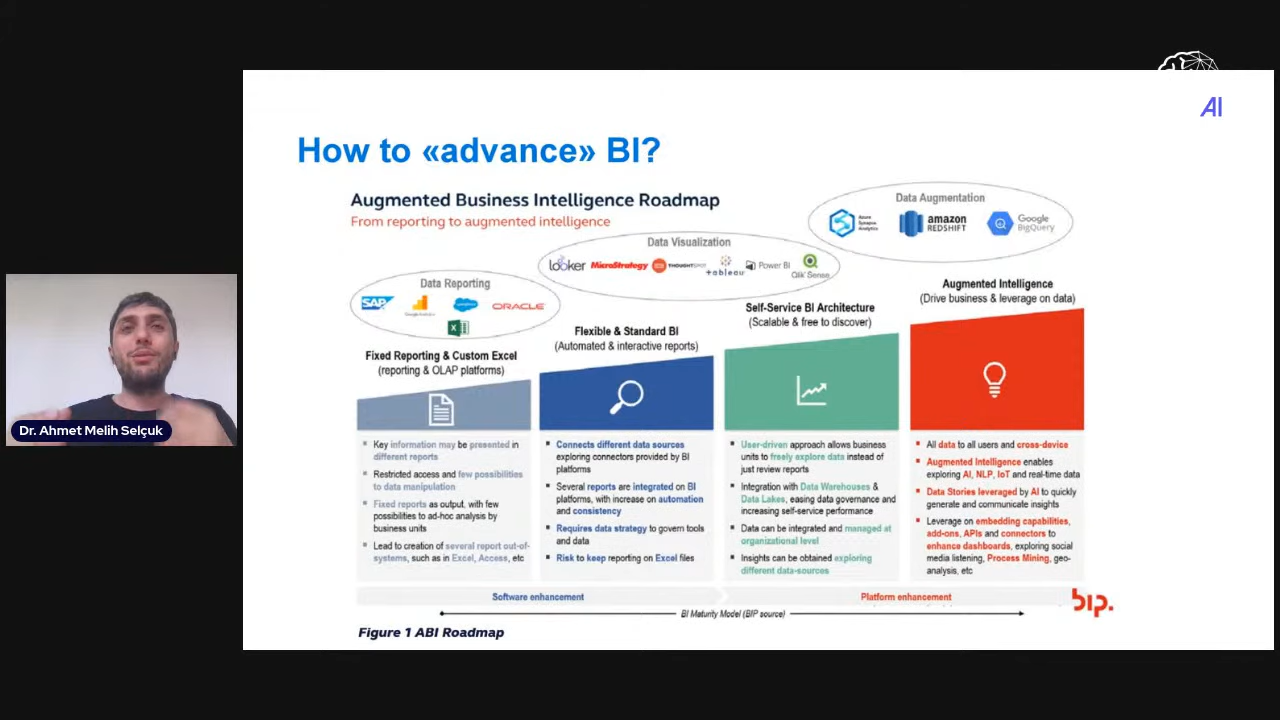 AI
How to «advance» BI?
Augmented Business Intelligence Roadmap
From reporting to augmented intelligence
Data Augmentation
Azure Synapse Analytics
amazon REDSHIFT
Google BigQuery
Data Visualization
looker
MicroStrategy
THOUGHTSPOT
tableau
Power BI
Qlik Sense
Data Reporting
SAP
Google Analytics
salesforce
ORACLE
Fixed Reporting & Custom Excel
(reporting & OLAP platforms)
Flexible & Standard BI
(Automated & interactive reports)
Self-Service BI Architecture
(Scalable & free to discover)
Augmented Intelligence
(Drive business & leverage on data)
Key information may be presented in
different reports
Restricted access and few possibilities
to data manipulation
Fixed reports as output, with few
possibilities to ad-hoc analysis by
business units
Lead to creation of several report out-of-
systems, such as in Excel, Access, etc
Connects different data sources
exploring connectors provided by BI
platforms
Several reports are integrated on BI
platforms, with increase on automation
and consistency
Requires data strategy to govern tools
and data
Risk to keep reporting on Excel files
User-driven approach allows business
units to freely explore data instead of
just review reports
Integration with Data Warehouses &
Data Lakes, easing data governance and
increasing self-service performance
Data can be integrated and managed at
organizational level
Insights can be obtained exploring
different data-sources
All data to all users and cross-device
Augmented Intelligence enables
exploring AI, NLP, IoT and real-time data
Data Stories leveraged by AI to quickly
generate and communicate insights
Leverage on embedding capabilities,
add-ons, APIs and connectors to
enhance dashboards, exploring social
media listening, Process Mining, geo-
analysis, etc
Software enhancement
Platform enhancement
BI Maturity Model (BIP source)
bip.
Figure 1 ABI Roadmap
Dr. Ahmet Melih Selçuk